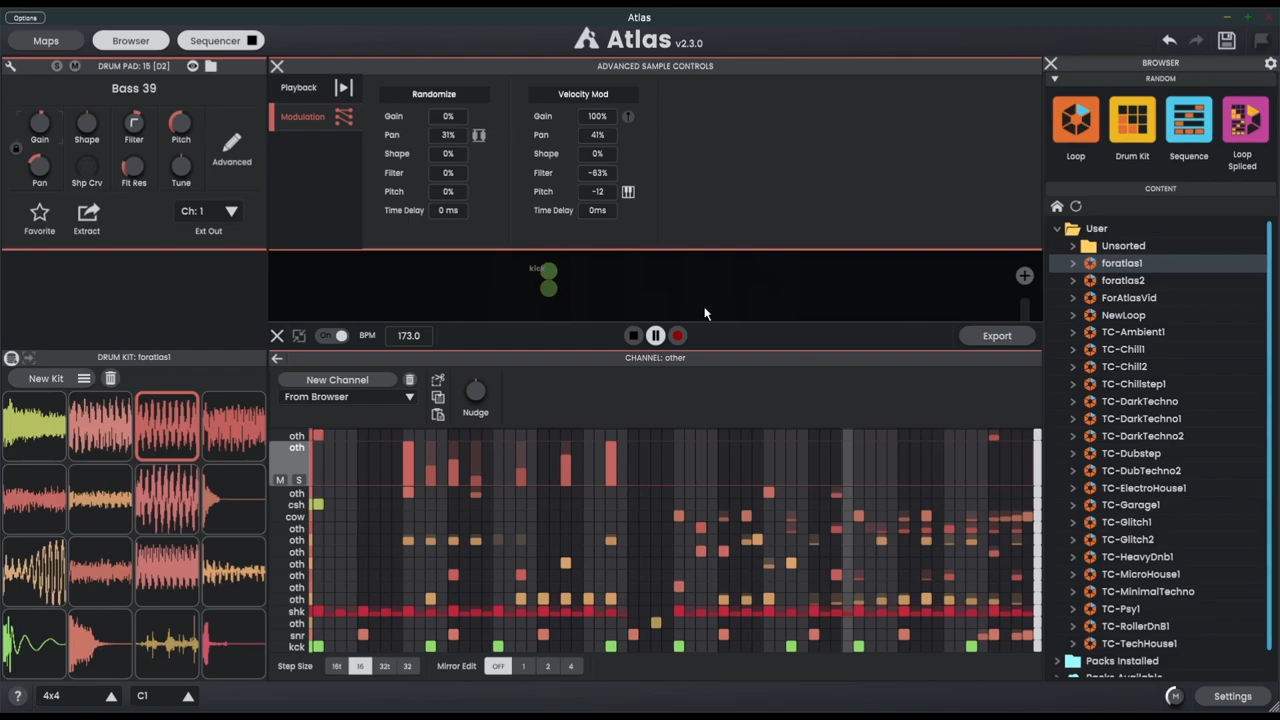 Options
Atlas
Maps
Browser
Sequencer
Atlas v2.3.0
S M DRUM PAD: 15 [D2]
Bass 39
Gain
Shape
Filter
Pitch
Pan
Shp Crv
Flt Res
Tune
Advanced
Favorite
Extract
Ch: 1
Ext Out
ADVANCED SAMPLE CONTROLS
Playback
Modulation
Randomize
Gain 0%
Pan 31%
Shape 0%
Filter 0%
Pitch 0%
Time Delay 0 ms
Velocity Mod
Gain 100%
Pan 41%
Shape 0%
Filter -63%
Pitch -12
Time Delay 0ms
kick
On
BPM 173.0
Export
DRUM KIT: foratlas1
New Kit
CHANNEL: other
New Channel
From Browser
Nudge
oth
oth
M S
oth
csh
cow
oth
oth
oth
oth
oth
oth
shk
oth
snr
kck
Step Size 16t 16 32t 32 Mirror Edit OFF 1 2 4
? 4x4 C1
BROWSER
RANDOM
Loop
Drum Kit
Sequence
Loop Spliced
CONTENT
User
Unsorted
foratlas1
foratlas2
ForAtlasVid
NewLoop
TC-Ambient1
TC-Chill1
TC-Chill2
TC-Chillstep1
TC-DarkTechno
TC-DarkTechno1
TC-DarkTechno2
TC-Dubstep
TC-DubTechno2
TC-ElectroHouse1
TC-Garage1
TC-Glitch1
TC-Glitch2
TC-HeavyDnb1
TC-MicroHouse1
TC-MinimalTechno
TC-Psy1
TC-RollerDnB1
TC-TechHouse1
Packs Installed
M
Settings